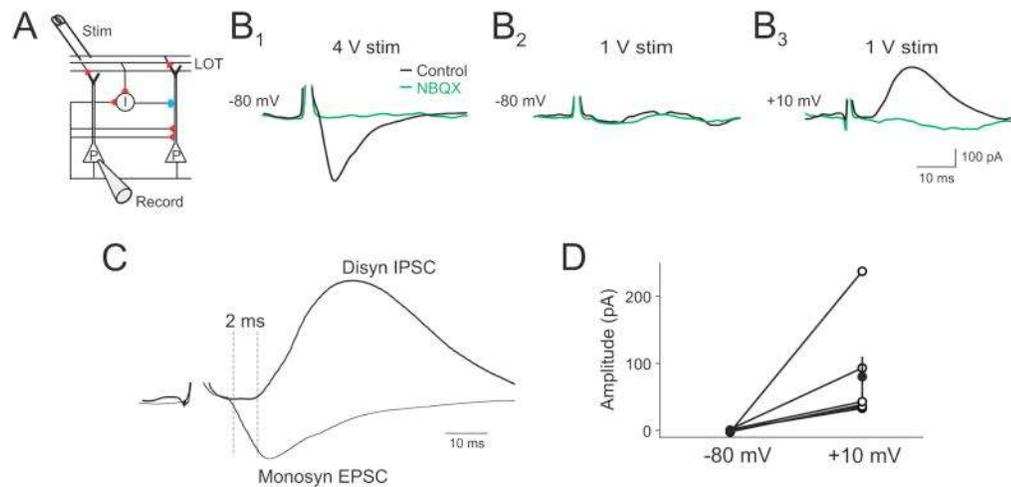 A
Stim
LOT
I
P
P
Record
B1
4 V stim
Control
NBQX
-80 mV
B2
1 V stim
-80 mV
B3
1 V stim
+10 mV
100 pA
10 ms
C
Disyn IPSC
2 ms
10 ms
Monosyn EPSC
D
Amplitude (pA)
200
100
0
-80 mV
+10 mV